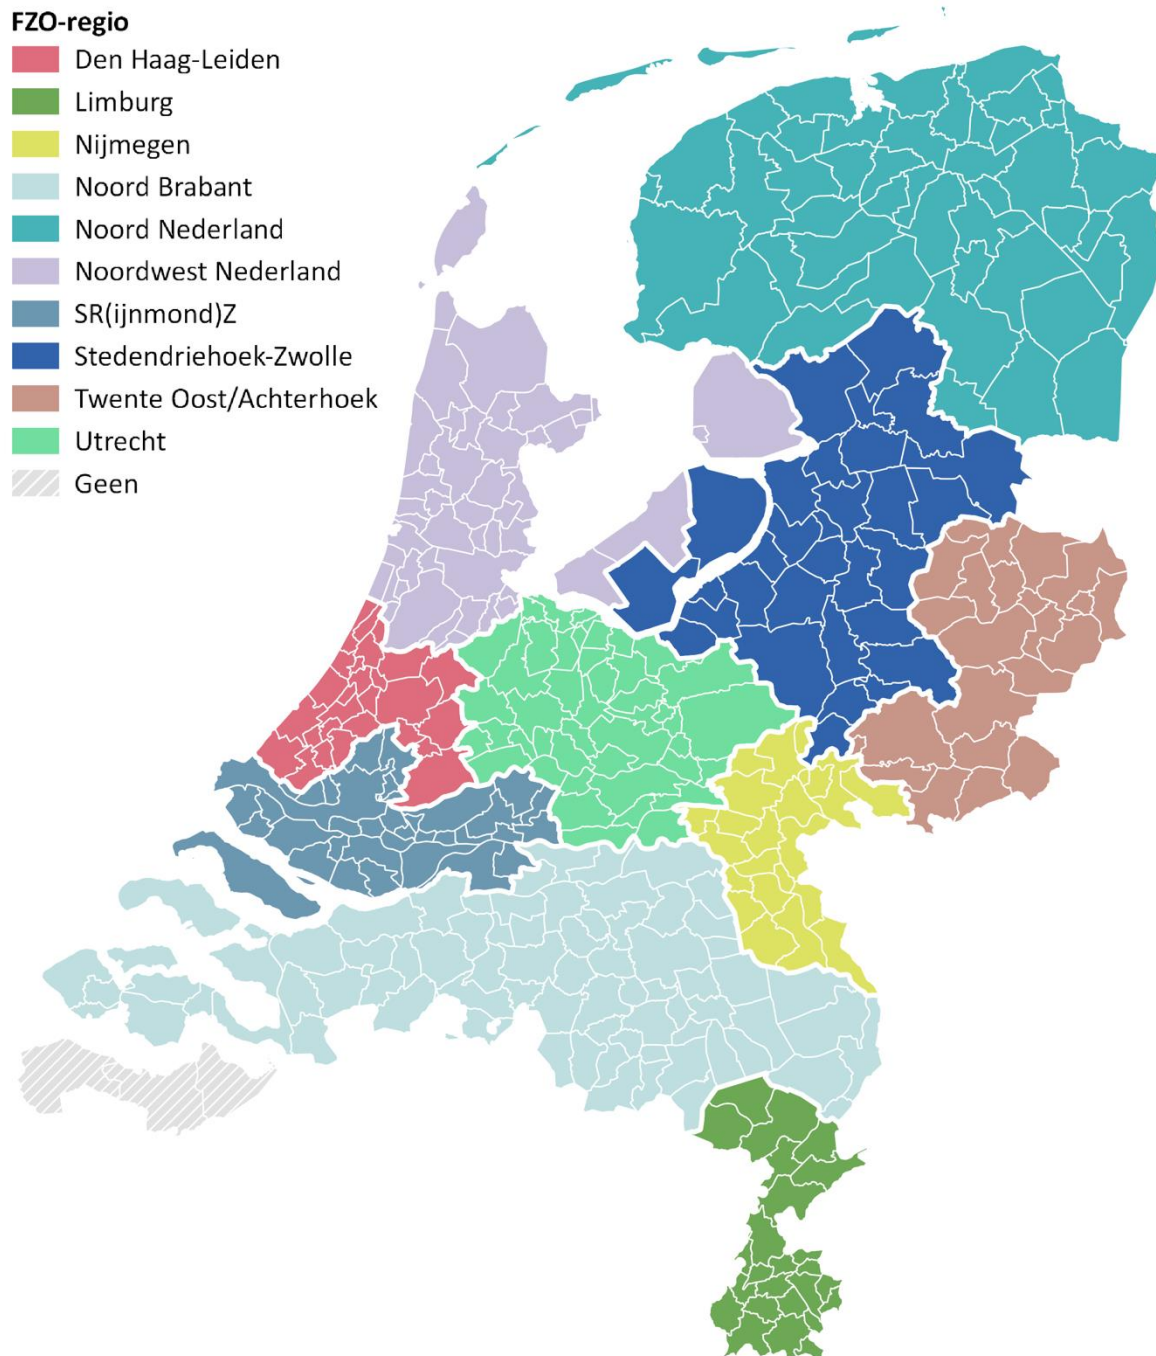 FZO-regio
Den Haag-Leiden
Limburg
Nijmegen
Noord Brabant
Noord Nederland
Noordwest Nederland
SR(ijnmond)Z
Stedendriehoek-Zwolle
Twente Oost/Achterhoek
Utrecht
Geen